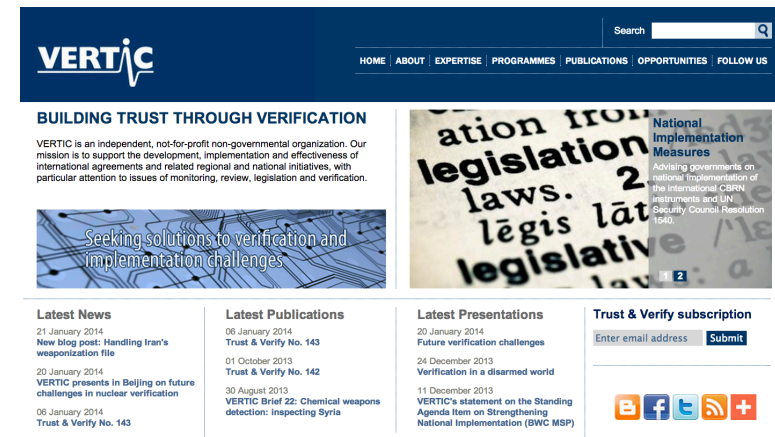 VERTIC
Search
HOME ABOUT EXPERTISE PROGRAMMES PUBLICATIONS OPPORTUNITIES FOLLOW US
BUILDING TRUST THROUGH VERIFICATION
VERTIC is an independent, not-for-profit non-governmental organization. Our
mission is to support the development, implementation and effectiveness of
international agreements and related regional and national initiatives, with
particular attention to issues of monitoring, review, legislation and verification.
Seeking solutions to verification and
implementation challenges
ation from
legislation
laws. 2.
lēgis lāt
legislative
National
Implementation
Measures
Advising governments on
national implementation of
the international CBRN
instruments and UN
Security Council Resolution
1540.
1 2
Latest News
21 January 2014
New blog post: Handling Iran's
weaponization file
20 January 2014
VERTIC presents in Beijing on future
challenges in nuclear verification
06 January 2014
Trust & Verify No. 143
Latest Publications
06 January 2014
Trust & Verify No. 143
01 October 2013
Trust & Verify No. 142
30 August 2013
VERTIC Brief 22: Chemical weapons
detection: inspecting Syria
Latest Presentations
20 January 2014
Future verification challenges
24 December 2013
Verification in a disarmed world
11 December 2013
VERTIC's statement on the Standing
Agenda Item on Strengthening
National Implementation (BWC MSP)
Trust & Verify subscription
Enter email address Submit